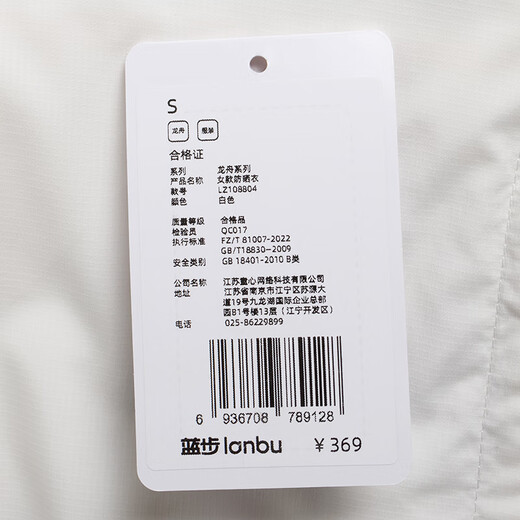 S
龙舟
合格证
系列 龙舟系列
产品名称 女款防晒衣
款号 LZ108804
颜色 白色
质量等级 合格品
检验员 QC017
执行标准 FZ/T 81007-2022
GB/T18830-2009
安全类别 GB 18401-2010 B类
公司名称 江苏童心网络科技有限公司
地址 江苏省南京市江宁区苏源大
道19号九龙湖国际企业总部
园B1号楼13层（江宁开发区）
电话 025-86229899
6 936708 789128
蓝步 lanbu ￥369